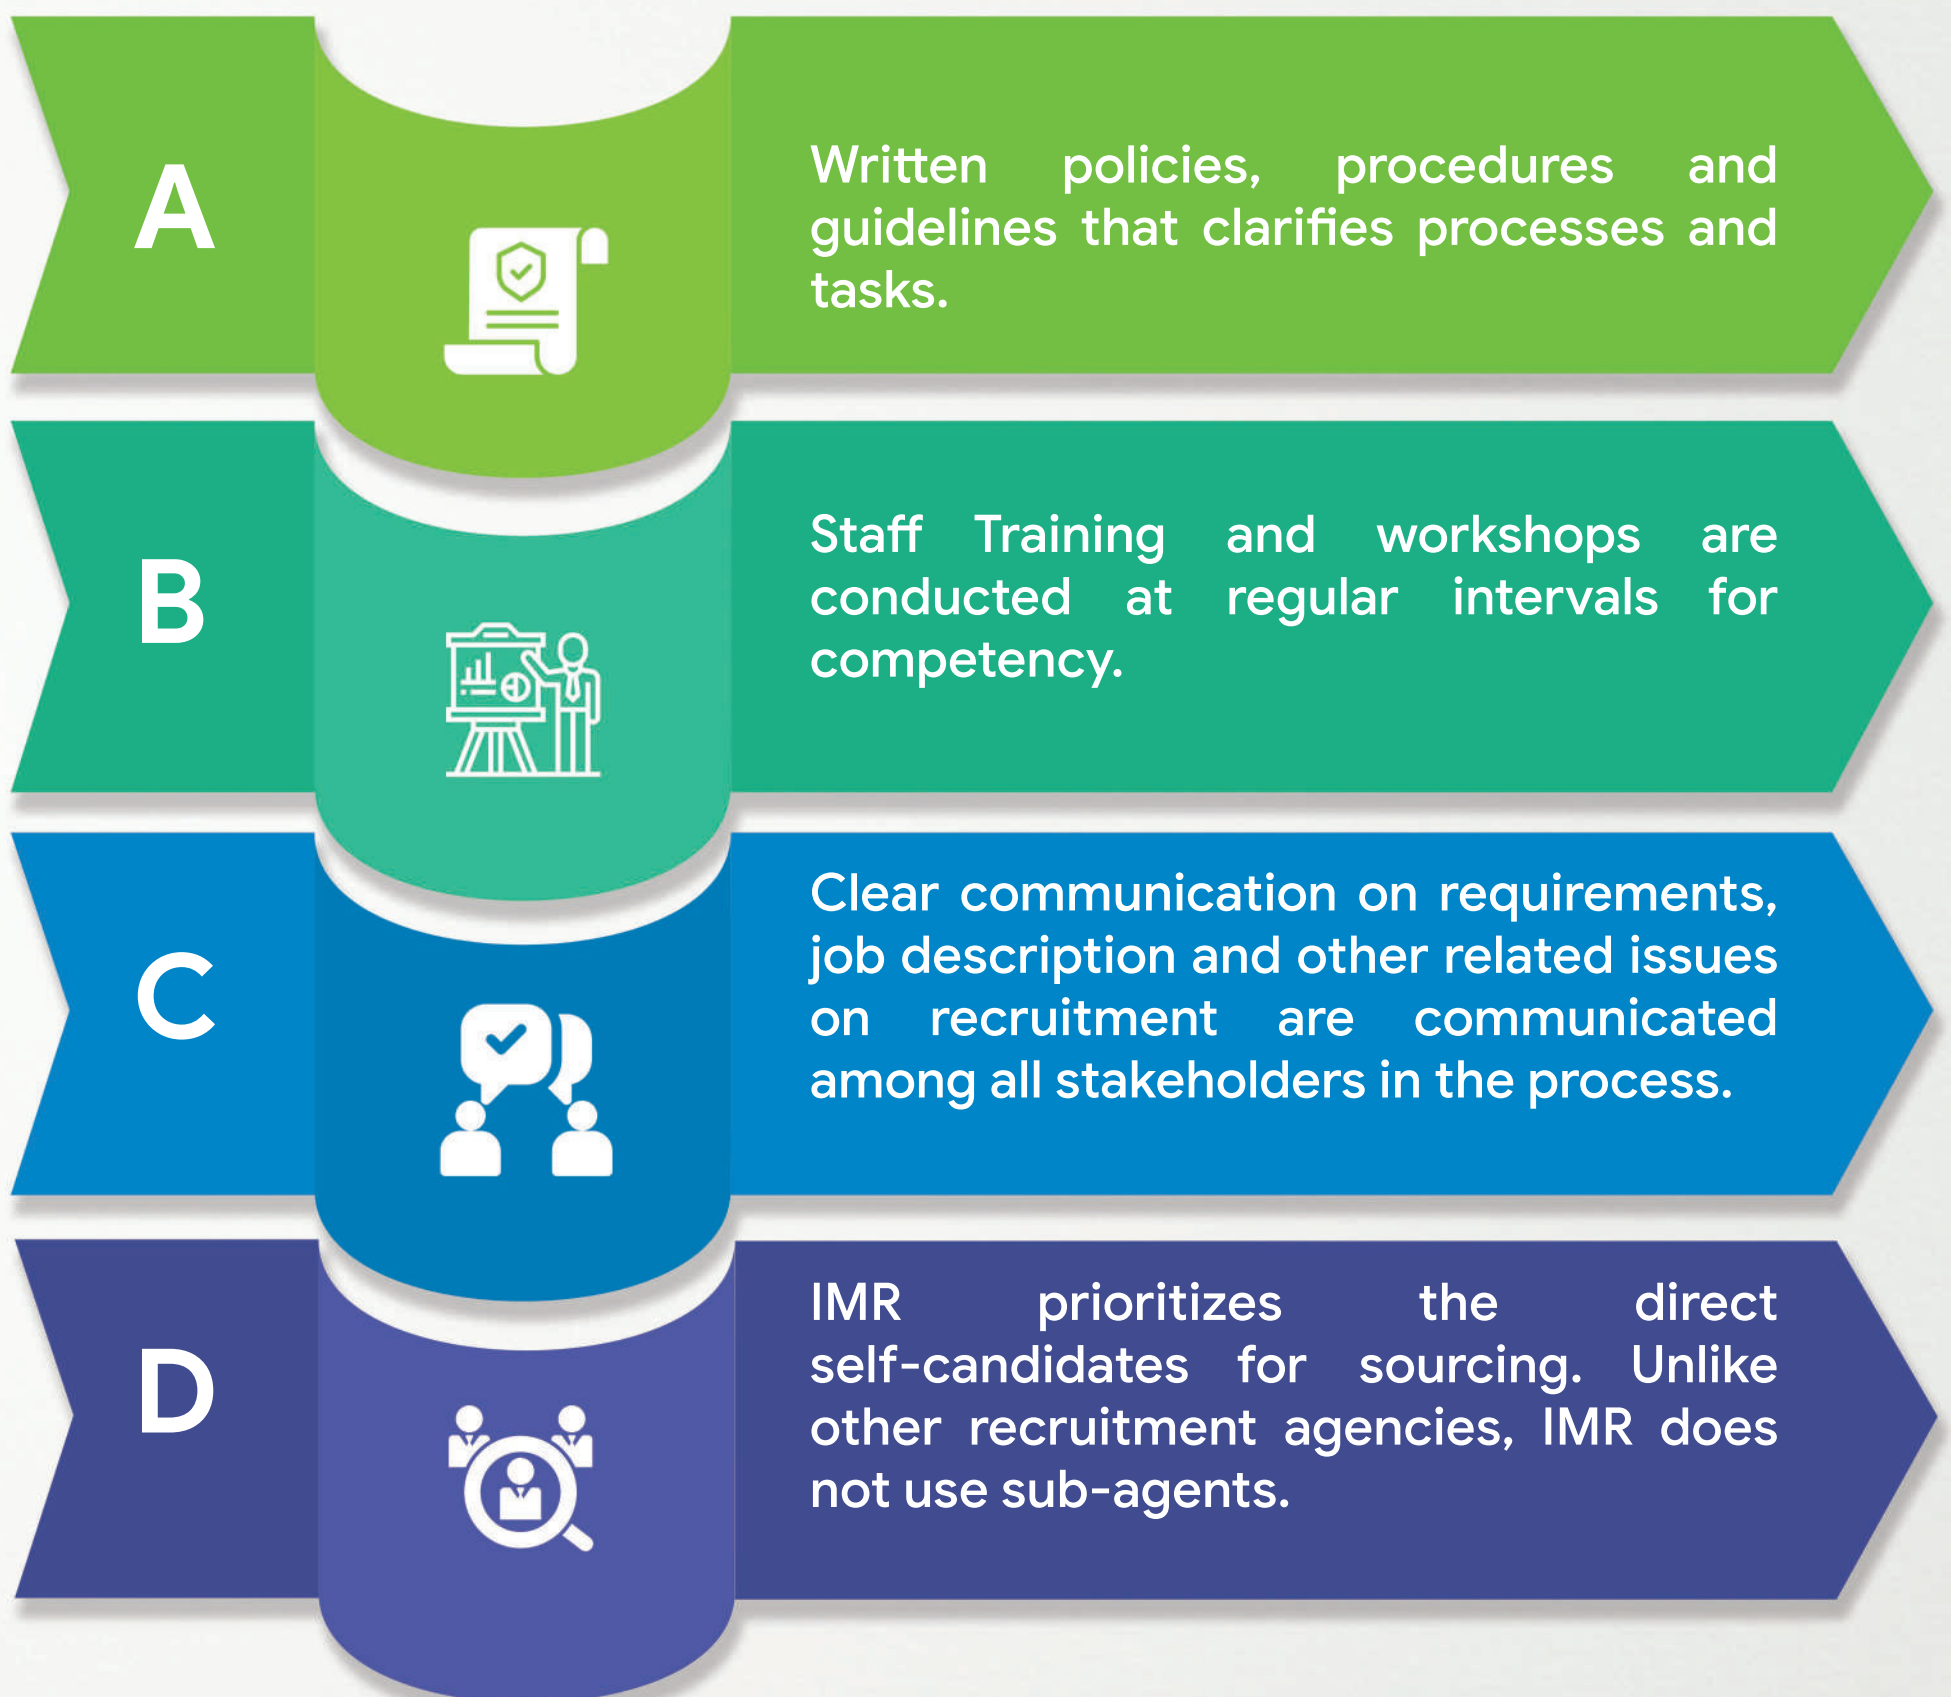 A
Written policies, procedures and
guidelines that clarifies processes and
tasks.
B
Staff Training and workshops are
conducted at regular intervals for
competency.
C
Clear communication on requirements,
job description and other related issues
on recruitment are communicated
among all stakeholders in the process.
D
IMR prioritizes the direct
self-candidates for sourcing. Unlike
other recruitment agencies, IMR does
not use sub-agents.